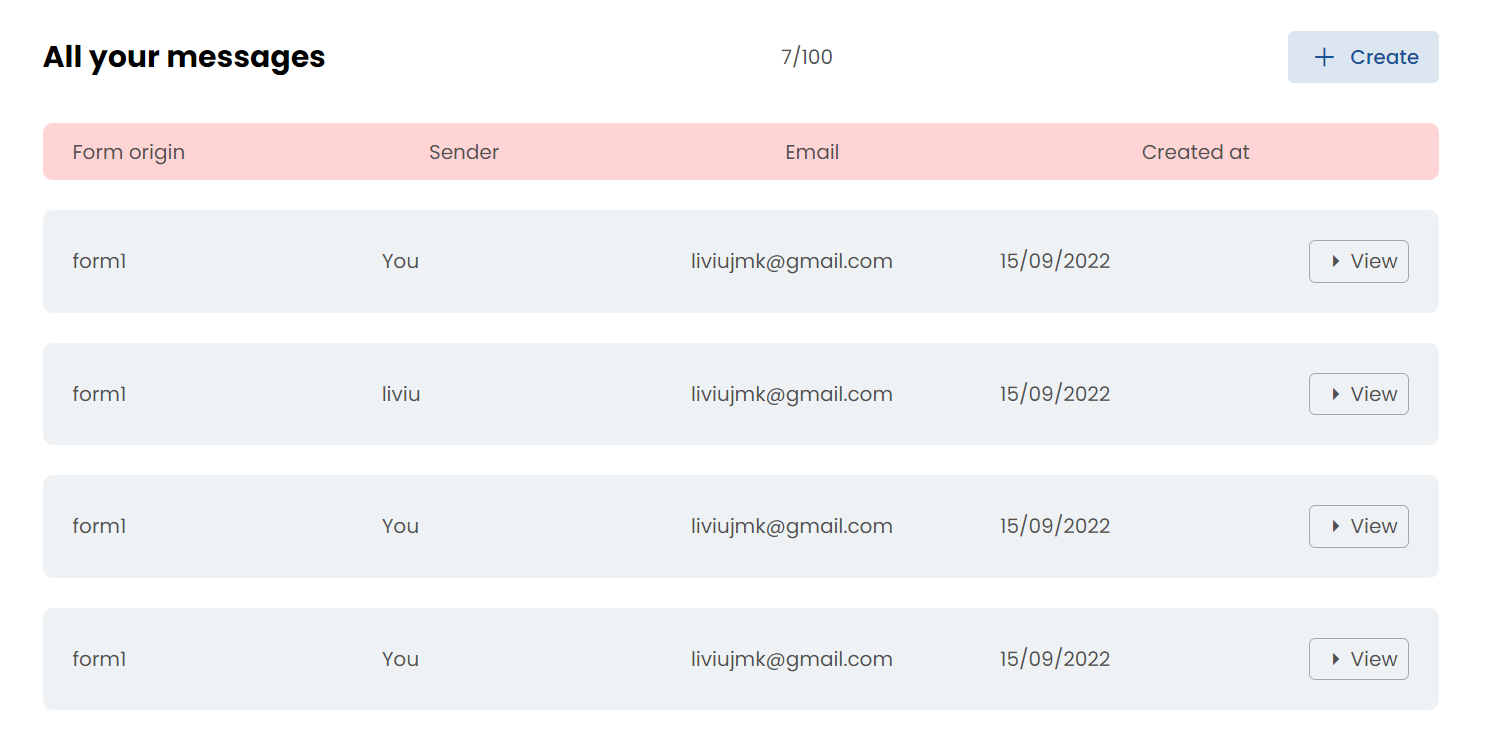 All your messages 7/100 Create
Form origin Sender Email Created at
form1 You liviujmk@gmail.com 15/09/2022 View
form1 liviu liviujmk@gmail.com 15/09/2022 View
form1 You liviujmk@gmail.com 15/09/2022 View
form1 You liviujmk@gmail.com 15/09/2022 View